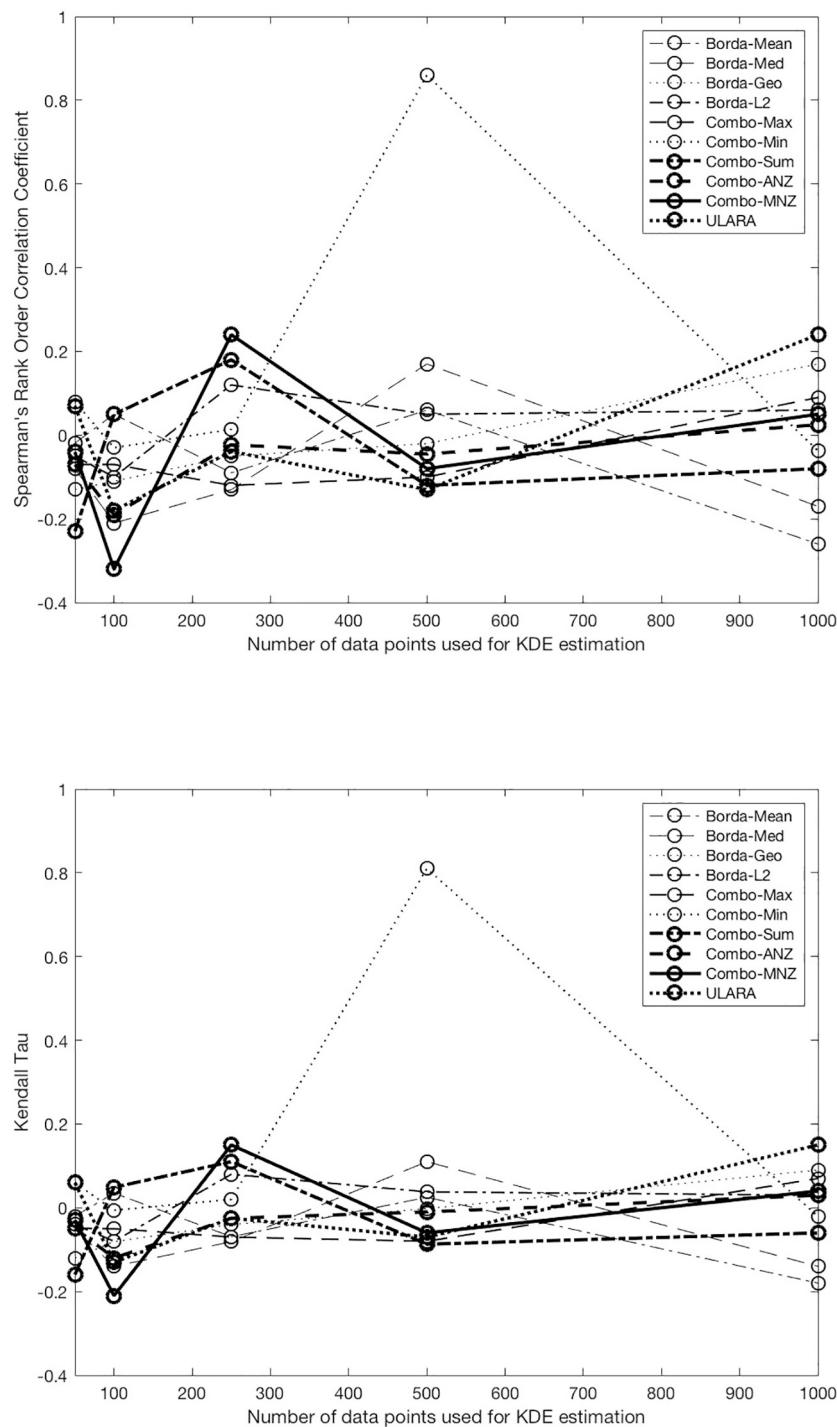 1
0.8
0.6
0.4
0.2
0
-0.2
-0.4
Spearman's Rank Order Correlation Coefficient
Borda-Mean
Borda-Med
Borda-Geo
Borda-L2
Combo-Max
Combo-Min
Combo-Sum
Combo-ANZ
Combo-MNZ
ULARA
100 200 300 400 500 600 700 800 900 1000
Number of data points used for KDE estimation
1
0.8
0.6
0.4
0.2
0
-0.2
-0.4
Kendall Tau
Borda-Mean
Borda-Med
Borda-Geo
Borda-L2
Combo-Max
Combo-Min
Combo-Sum
Combo-ANZ
Combo-MNZ
ULARA
100 200 300 400 500 600 700 800 900 1000
Number of data points used for KDE estimation